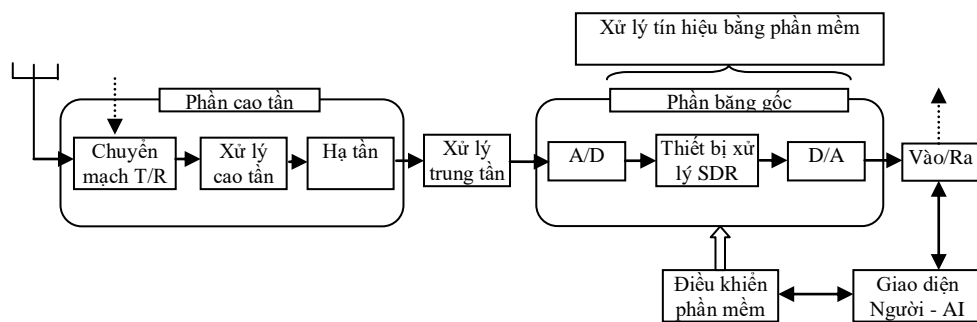 Xử lý tín hiệu bằng phần mềm
Phần cao tần
Phần băng gốc
Chuyển
mạch T/R
Xử lý
cao tần
Hạ tần
Xử lý
trung tần
A/D
Thiết bị xử
lý SDR
D/A
Vào/Ra
Điều khiển
phần mềm
Giao diện
Người - AI